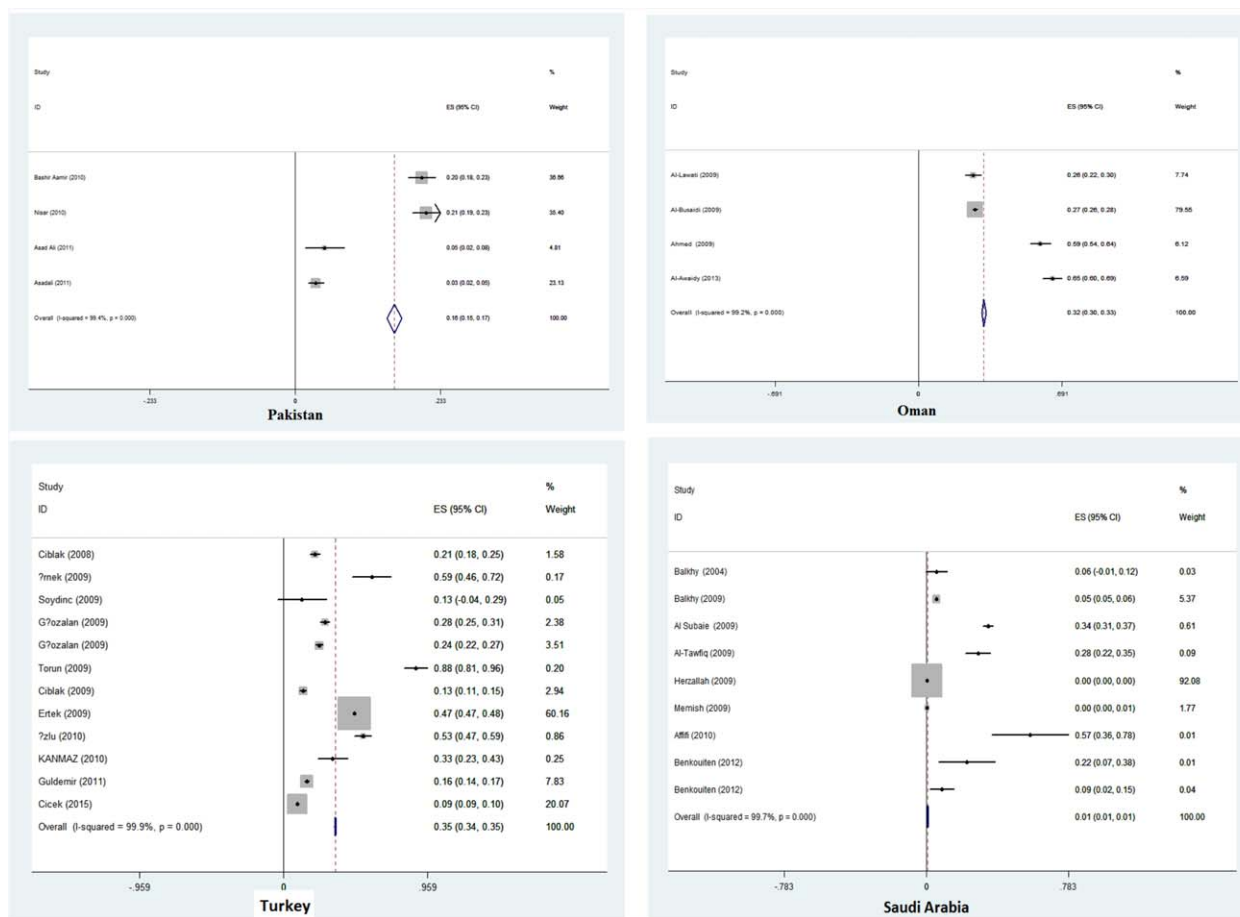 Study %
ID ES (95% CI) Weight
Bashir Aamir (2010) 0.20 (0.18, 0.23) 36.66
Nisar (2010) 0.21 (0.19, 0.23) 35.40
Asad Ali (2011) 0.05 (0.02, 0.08) 4.81
Asadali (2011) 0.03 (0.02, 0.05) 23.13
Overall (I-squared = 99.4%, p = 0.000) 0.16 (0.15, 0.17) 100.00
-.233 0 .233
Pakistan
Study %
ID ES (95% CI) Weight
Al-Lawati (2009) 0.26 (0.22, 0.30) 7.74
Al-Busaidi (2009) 0.27 (0.26, 0.28) 79.55
Ahmad (2009) 0.59 (0.54, 0.64) 6.12
Al-Awaidy (2013) 0.65 (0.60, 0.69) 6.59
Overall (I-squared = 99.2%, p = 0.000) 0.32 (0.30, 0.33) 100.00
-.691 0 .691
Oman
Study %
ID ES (95% CI) Weight
Ciblak (2008) 0.21 (0.18, 0.25) 1.58
?rnek (2009) 0.59 (0.46, 0.72) 0.17
Soydinc (2009) 0.13 (-0.04, 0.29) 0.05
G?ozalan (2009) 0.28 (0.25, 0.31) 2.38
G?ozalan (2009) 0.24 (0.22, 0.27) 3.51
Torun (2009) 0.88 (0.81, 0.96) 0.20
Ciblak (2009) 0.13 (0.11, 0.15) 2.94
Ertek (2009) 0.47 (0.47, 0.48) 60.16
?zlu (2010) 0.53 (0.47, 0.59) 0.86
KANMAZ (2010) 0.33 (0.23, 0.43) 0.25
Guldemir (2011) 0.16 (0.14, 0.17) 7.83
Cicek (2015) 0.09 (0.09, 0.10) 20.07
Overall (I-squared = 99.9%, p = 0.000) 0.35 (0.34, 0.35) 100.00
-.959 0 .959
Turkey
Study %
ID ES (95% CI) Weight
Balkhy (2004) 0.06 (-0.01, 0.12) 0.03
Balkhy (2009) 0.05 (0.05, 0.06) 5.37
Al Subaie (2009) 0.34 (0.31, 0.37) 0.61
Al-Tawfiq (2009) 0.28 (0.22, 0.35) 0.09
Herzallah (2009) 0.00 (0.00, 0.00) 92.08
Memish (2009) 0.00 (0.00, 0.01) 1.77
Affifi (2010) 0.57 (0.36, 0.78) 0.01
Benkouiten (2012) 0.22 (0.07, 0.38) 0.01
Benkouiten (2012) 0.09 (0.02, 0.15) 0.04
Overall (I-squared = 99.7%, p = 0.000) 0.01 (0.01, 0.01) 100.00
-.783 0 .783
Saudi Arabia